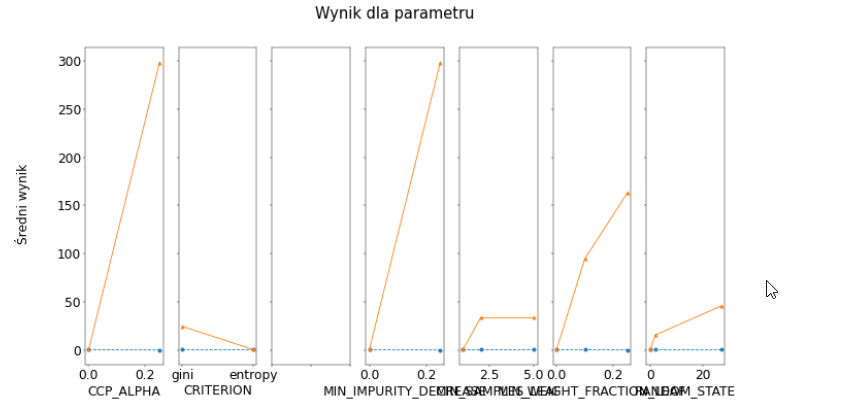 Wynik dla parametru
Średni wynik
300
250
200
150
100
50
0
0.0 0.2 gini entropy 0.0 0.2 2.5 5.0 0.0 0.2 0 20
CCP_ALPHA CRITERION MIN_IMPURITY_DECREASE